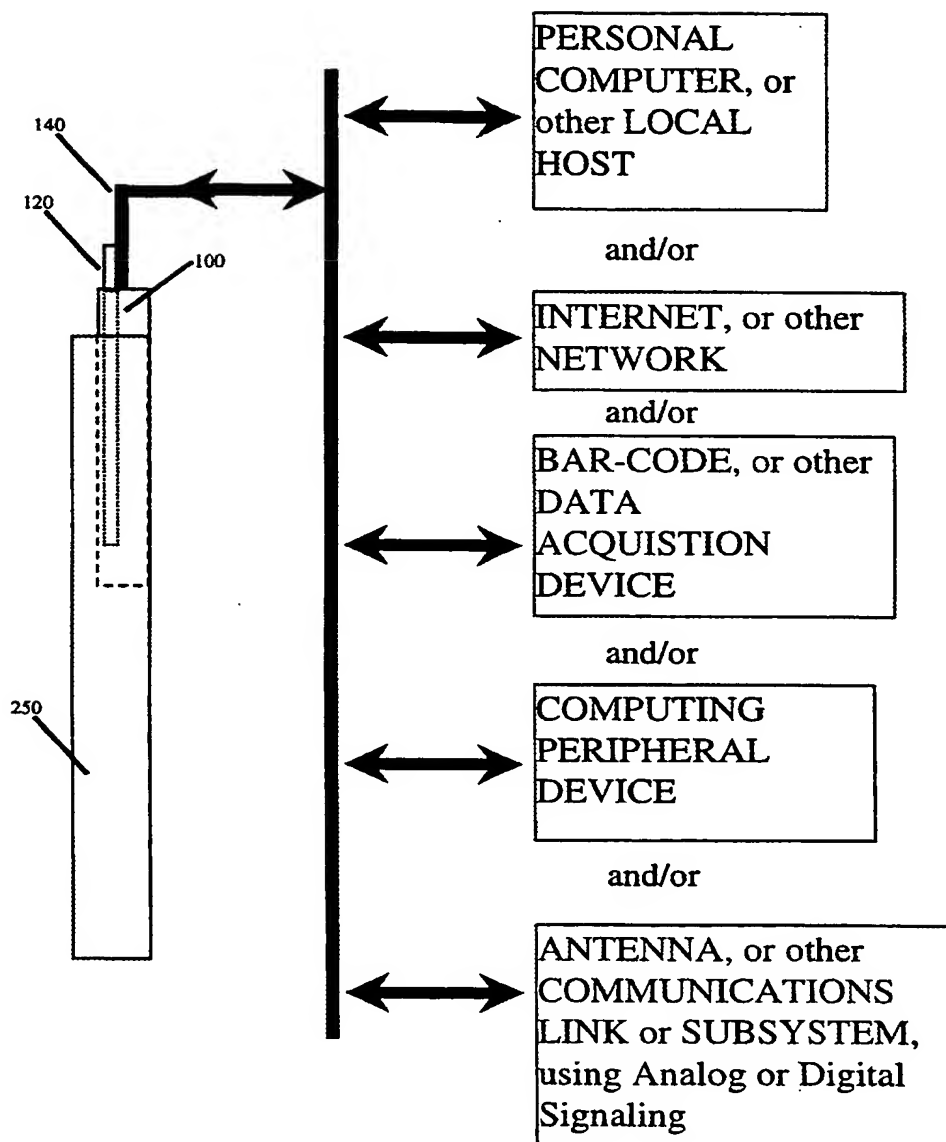 140
120
100
250
PERSONAL
COMPUTER, or
other LOCAL
HOST
and/or
INTERNET, or other
NETWORK
and/or
BAR-CODE, or other
DATA
ACQUISTION
DEVICE
and/or
COMPUTING
PERIPHERAL
DEVICE
and/or
ANTENNA, or other
COMMUNICATIONS
LINK or SUBSYSTEM,
using Analog or Digital
Signaling